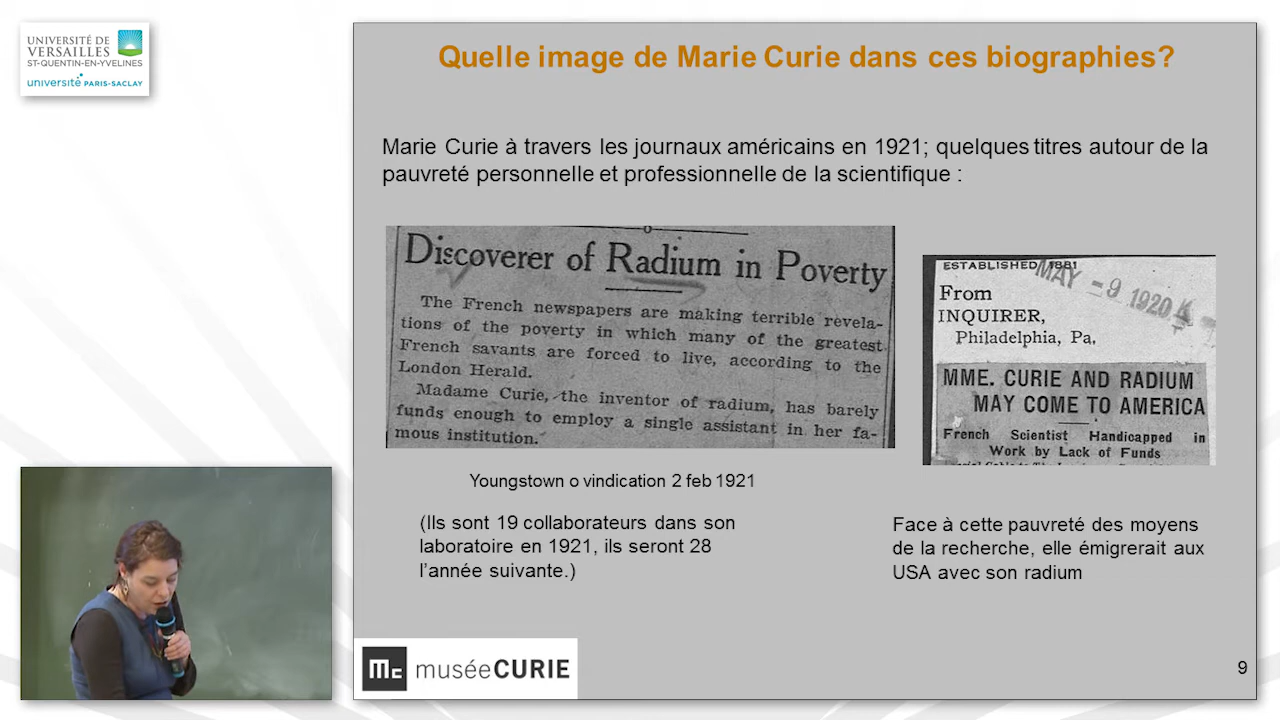 UNIVERSITÉ DE
VERSAILLES
ST-QUENTIN-EN-YVELINES
université PARIS-SACLAY
Quelle image de Marie Curie dans ces biographies?
Marie Curie à travers les journaux américains en 1921; quelques titres autour de la
pauvreté personnelle et professionnelle de la scientifique :
Discoverer of Radium in Poverty
The French newspapers are making terrible revela-
tions of the poverty in which many of the greatest
French savants are forced to live, according to the
London Herald.
Madame Curie, the inventor of radium, has barely
funds enough to employ a single assistant in her fa-
mous institution.
ESTABLISHED 1881
MAY -9 1920
From
INQUIRER,
Philadelphia, Pa.
MME. CURIE AND RADIUM
MAY COME TO AMERICA
French Scientist Handicapped in
Work by Lack of Funds
Youngstown o vindication 2 feb 1921
(Ils sont 19 collaborateurs dans son
laboratoire en 1921, ils seront 28
l'année suivante.)
Face à cette pauvreté des moyens
de la recherche, elle émigrerait aux
USA avec son radium
Mc muséeCURIE
9